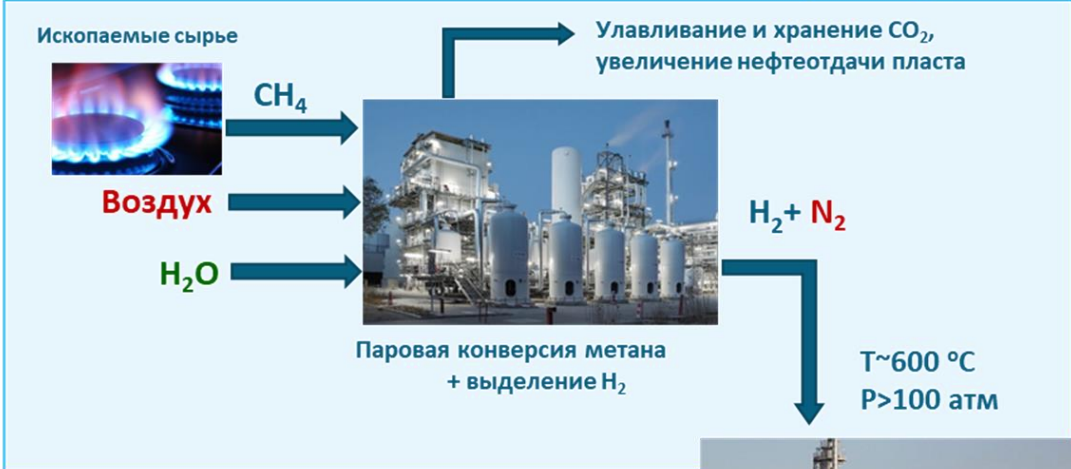 Ископаемые сырье
Улавливание и хранение CO₂,
увеличение нефтеотдачи пласта
CH₄
Воздух
H₂O
H₂+ N₂
Паровая конверсия метана
+ выделение H₂
T~600 °C
P>100 атм